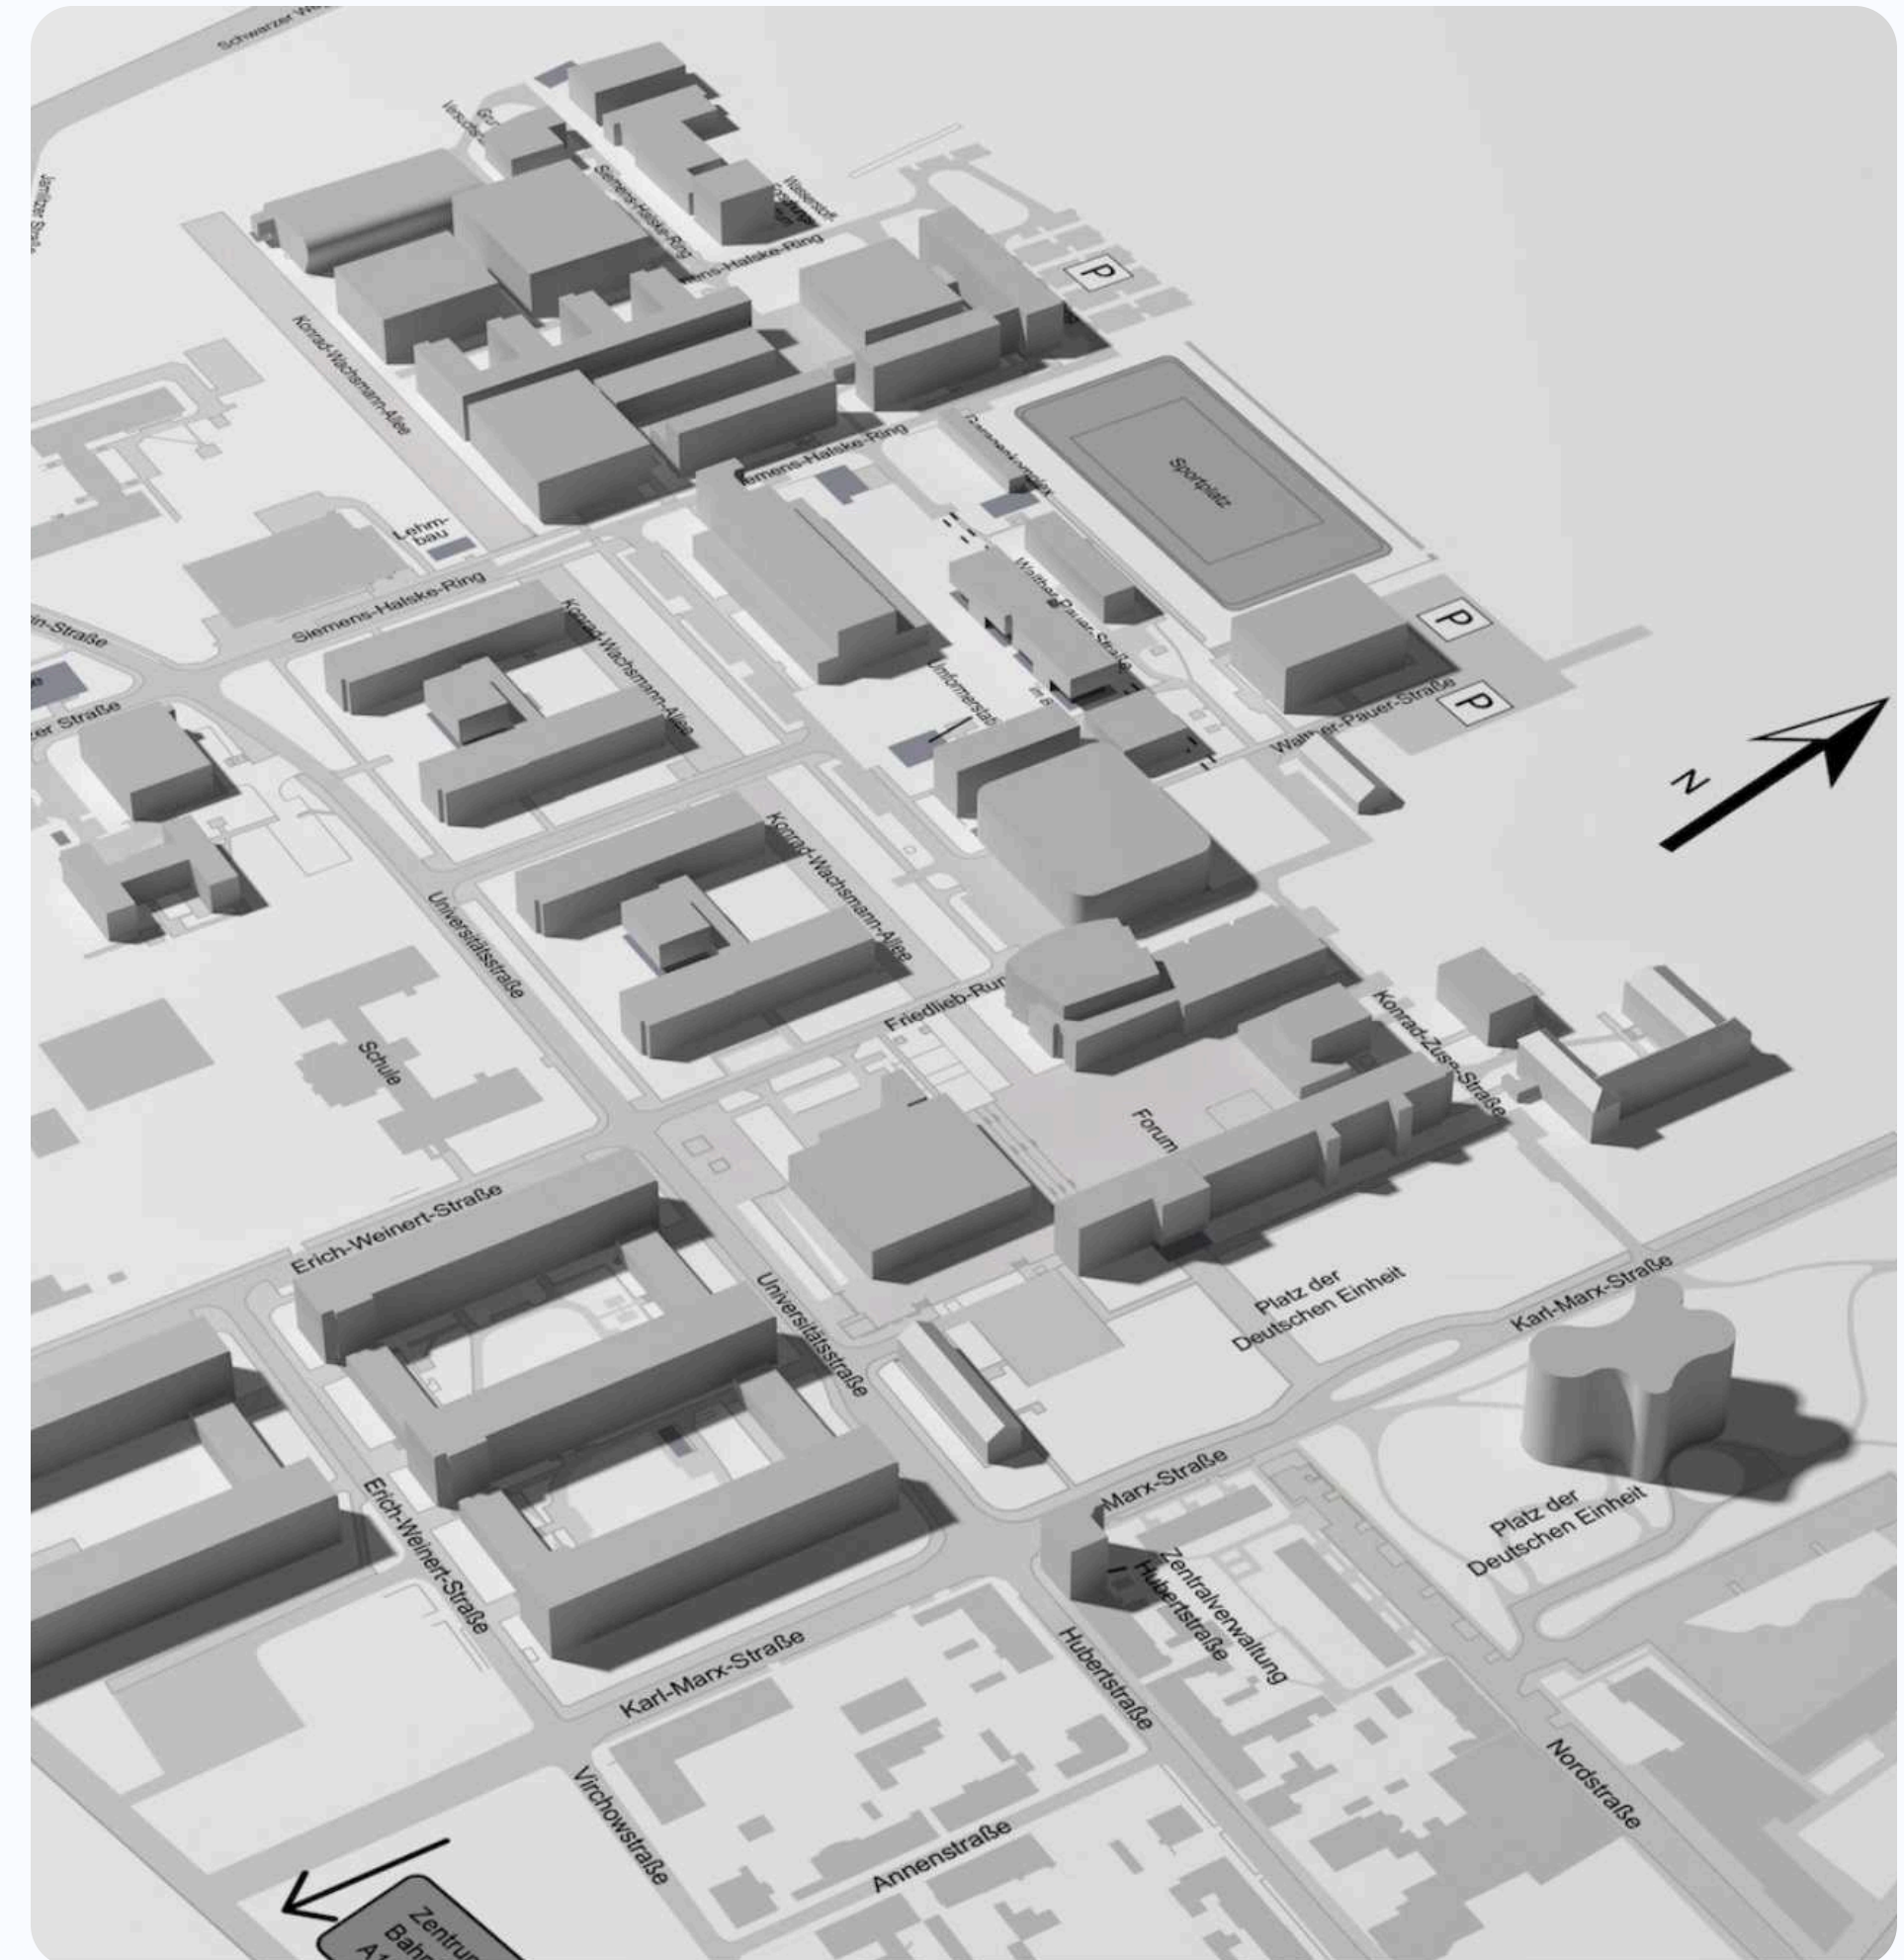 Siemens-Halske-Ring
P
Konrad-Wachsmann-Allee
Siemens-Halske-Ring
Sportplatz
Lehm-
bau
Siemens-Halske-Ring
Walther-Pauer-Straße
P
Konrad-Wachsmann-Allee
P
Walther-Pauer-Straße
N
Konrad-Wachsmann-Allee
Universitätsstraße
Konrad-Zuse-Straße
Schule
Forum
Erich-Weinert-Straße
Universitätsstraße
Platz der
Deutschen Einheit
Karl-Marx-Straße
Marx-Straße
Platz der
Deutschen Einheit
Erich-Weinert-Straße
Zentralverwaltung
Hubertstraße
Karl-Marx-Straße
Hubertstraße
Nordstraße
Virchowstraße
Annenstraße